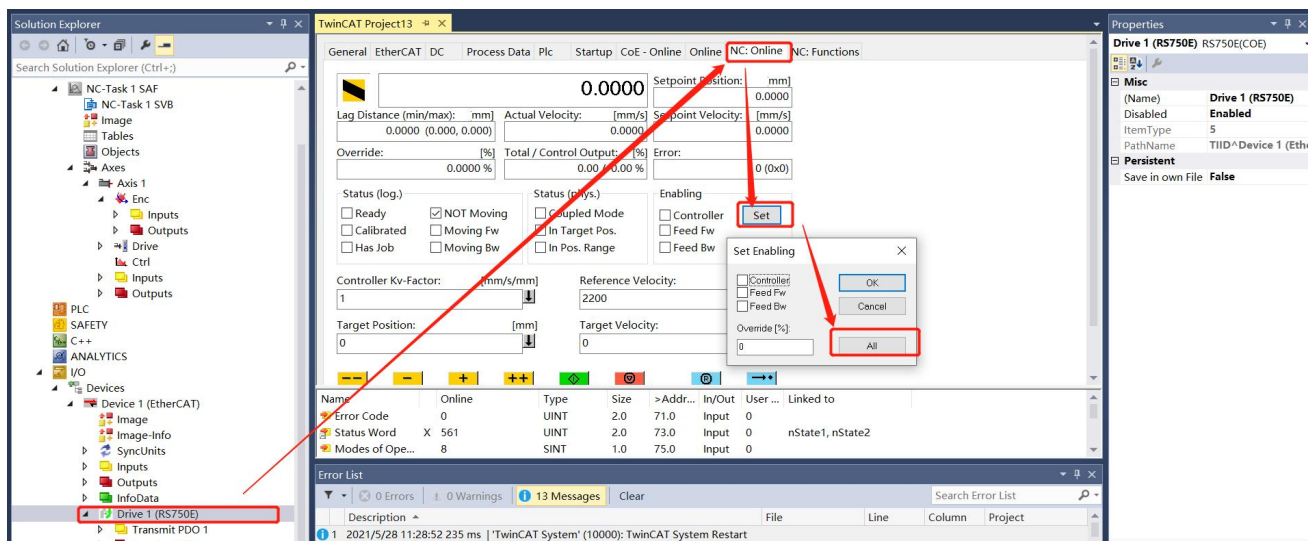 Solution Explorer
Search Solution Explorer (Ctrl+;)
NC-Task 1 SAF
NC-Task 1 SVB
Image
Tables
Objects
Axes
Axis 1
Enc
Inputs
Outputs
Drive
Ctrl
Inputs
Outputs
PLC
SAFETY
C++
ANALYTICS
I/O
Devices
Device 1 (EtherCAT)
Image
Image-Info
SyncUnits
Inputs
Outputs
InfoData
Drive 1 (RS750E)
Transmit PDO 1
TwinCAT Project13
General EtherCAT DC Process Data Plc Startup CoE - Online Online NC: Online NC: Functions
0.0000
Setpoint Position: mm]
0.0000
Lag Distance (min/max): mm] Actual Velocity: [mm/s] Setpoint Velocity: [mm/s]
0.0000 (0.000, 0.000) 0.0000 0.0000
Override: [%] Total / Control Output: [%] Error:
0.0000 % 0.00 / 0.00 % 0 (0x0)
Status (log.) Status (phys.) Enabling
Ready NOT Moving Coupled Mode Controller Set
Calibrated Moving Fw In Target Pos. Feed Fw
Has Job Moving Bw In Pos. Range Feed Bw
Set Enabling
Controller OK
Feed Fw
Feed Bw Cancel
Override [%]:
0 All
Controller Kv-Factor: [mm/s/mm] Reference Velocity:
1 2200
Target Position: [mm] Target Velocity:
0 0
-- - + ++
Name Online Type Size >Addr... In/Out User ... Linked to
Error Code 0 UINT 2.0 71.0 Input 0
Status Word X 561 UINT 2.0 73.0 Input 0 nState1, nState2
Modes of Ope... 8 SINT 1.0 75.0 Input 0
Error List
0 Errors 0 Warnings 13 Messages Clear Search Error List
Description File Line Column Project
1 2021/5/28 11:28:52 235 ms | 'TwinCAT System' (10000): TwinCAT System Restart
Properties
Drive 1 (RS750E) RS750E(COE)
Misc
(Name) Drive 1 (RS750E)
Disabled Enabled
ItemType 5
PathName TIID^Device 1 (Ethe
Persistent
Save in own File False